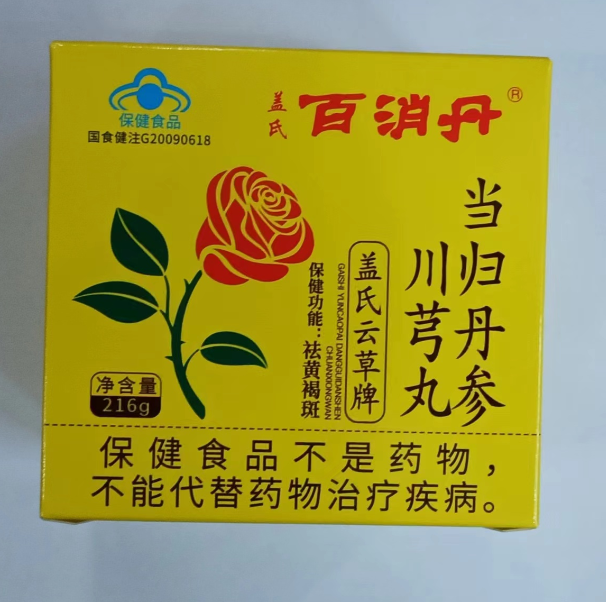 保健食品
国食健注G20090618
盖氏
百消丹®
当归丹参
川芎丸
盖氏云草牌
GAISHI YUNCAOPAI DANGGUIDANSHEN
CHUANXIONGWAN
保健功能：祛黄褐斑
净含量
216g
保健食品不是药物，
不能代替药物治疗疾病。